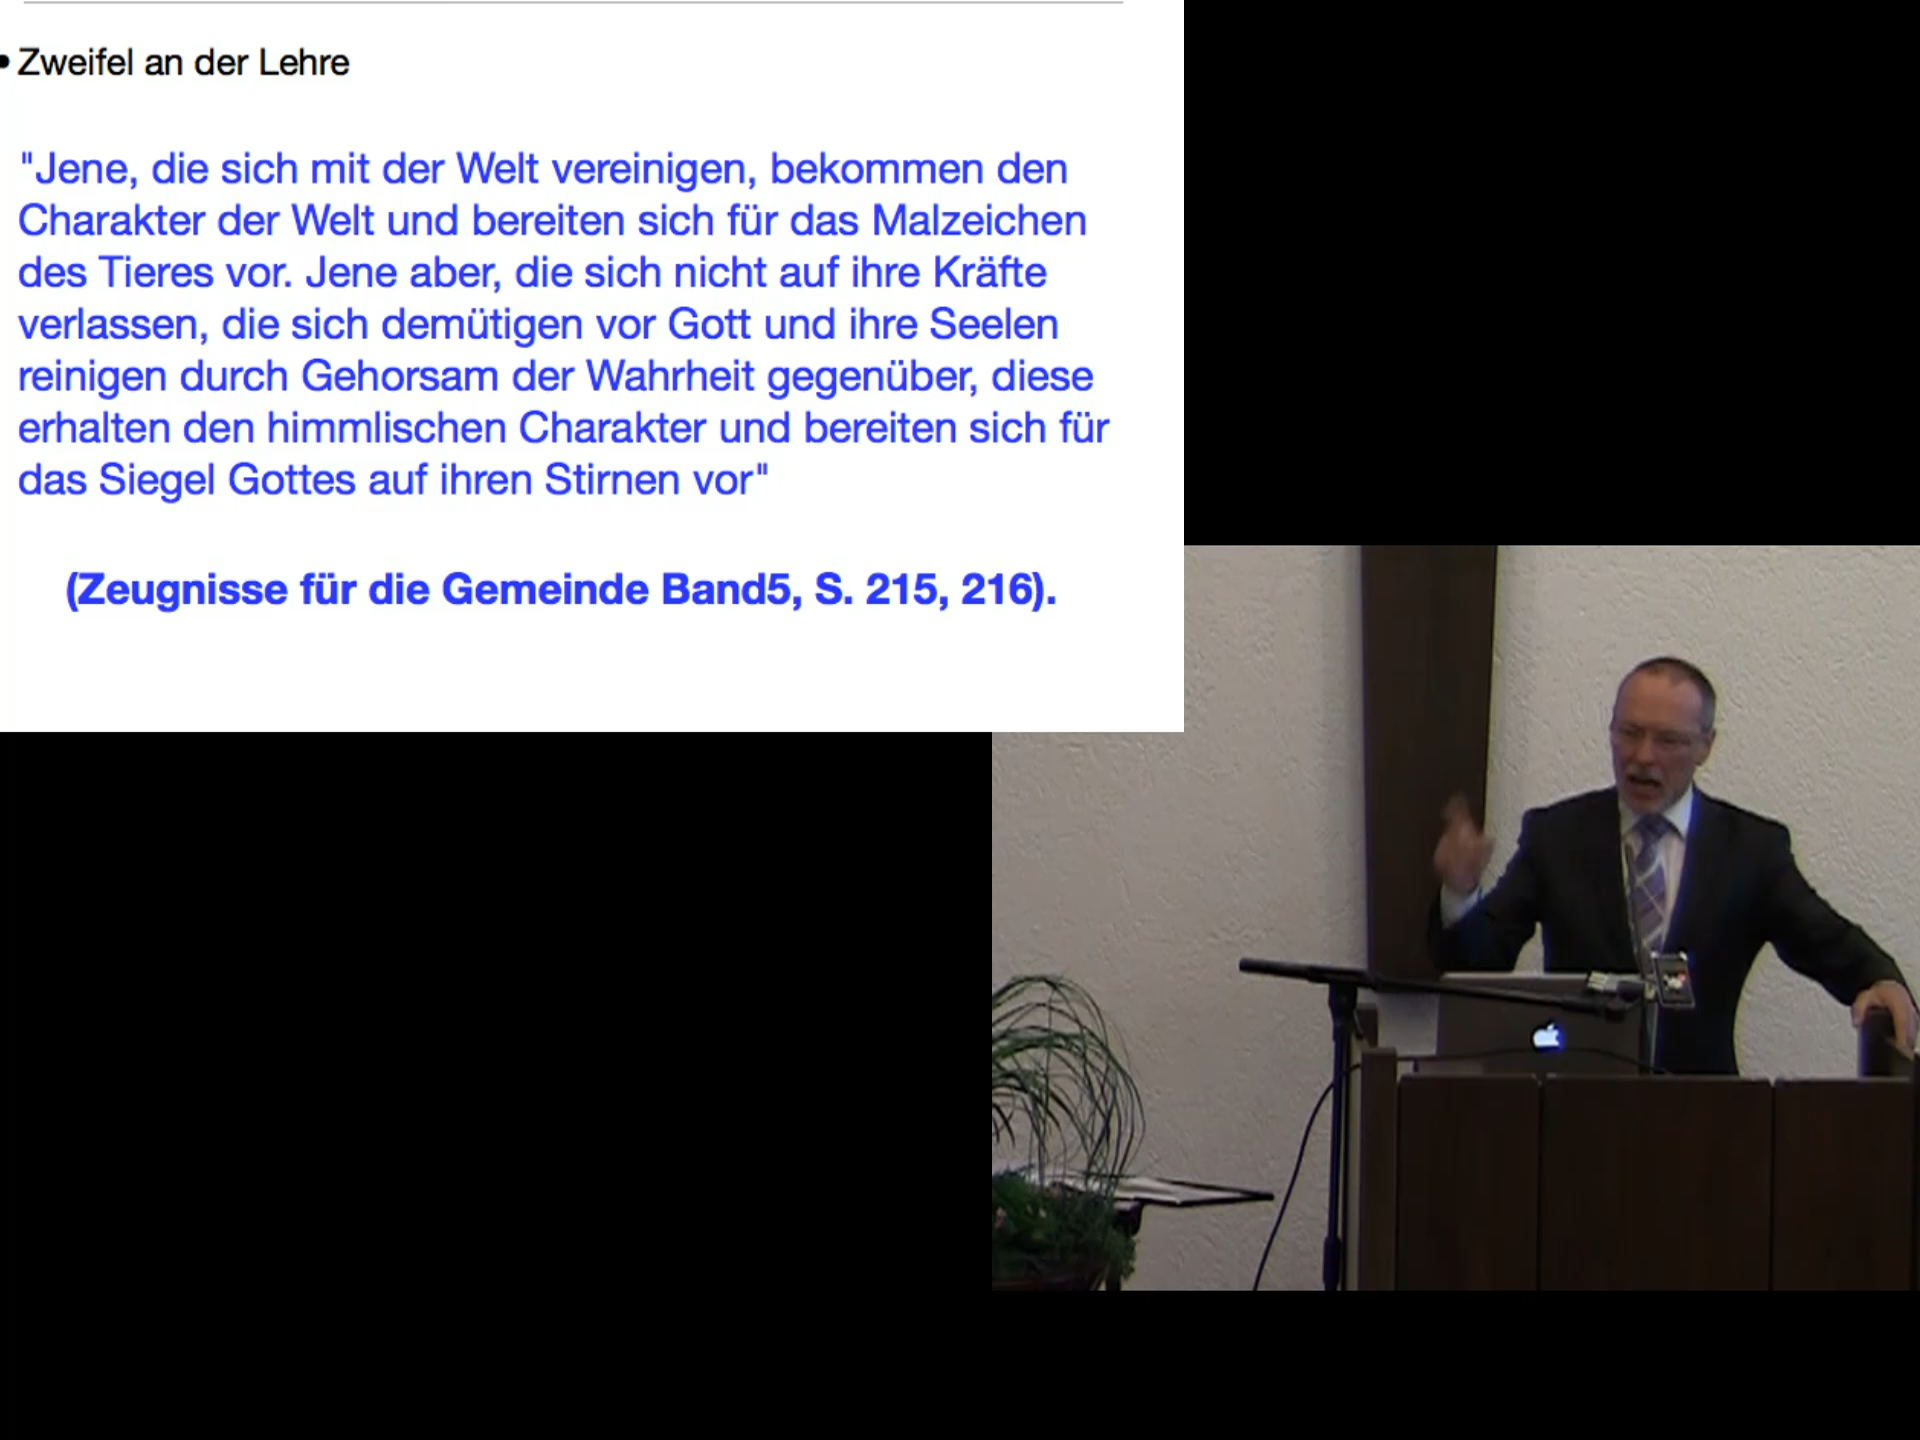 • Zweifel an der Lehre
"Jene, die sich mit der Welt vereinigen, bekommen den
Charakter der Welt und bereiten sich für das Malzeichen
des Tieres vor. Jene aber, die sich nicht auf ihre Kräfte
verlassen, die sich demütigen vor Gott und ihre Seelen
reinigen durch Gehorsam der Wahrheit gegenüber, diese
erhalten den himmlischen Charakter und bereiten sich für
das Siegel Gottes auf ihren Stirnen vor"
(Zeugnisse für die Gemeinde Band5, S. 215, 216).